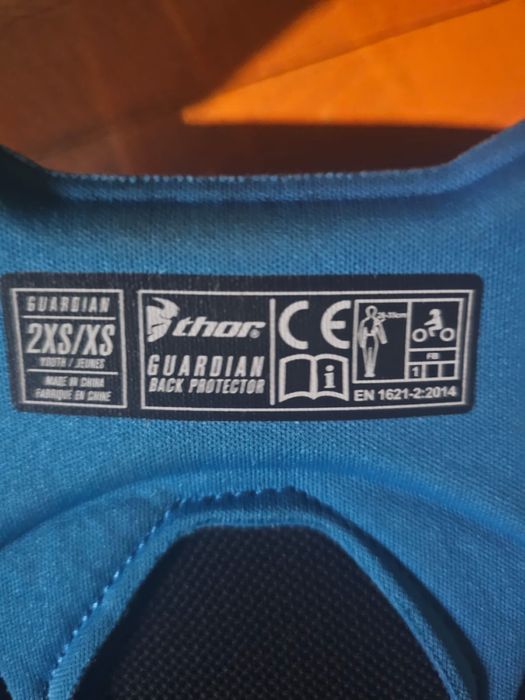 GUARDIAN
2XS/XS
YOUTH / JEUNES
MADE IN CHINA
FABRIQUÉ EN CHINE
thor
GUARDIAN
BACK PROTECTOR
CE
i
FB
1
EN 1621-2:2014